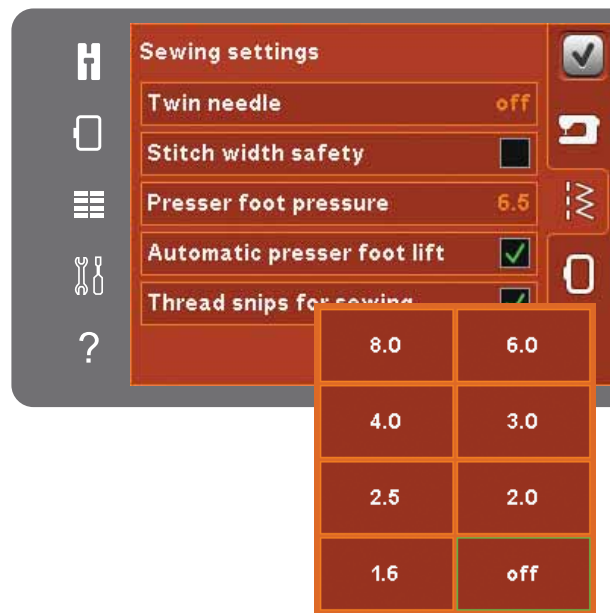 Sewing settings
Twin needle off
Stitch width safety
Presser foot pressure 6.5
Automatic presser foot lift
Thread snips for sewing
?
8.0 6.0
4.0 3.0
2.5 2.0
1.6 off